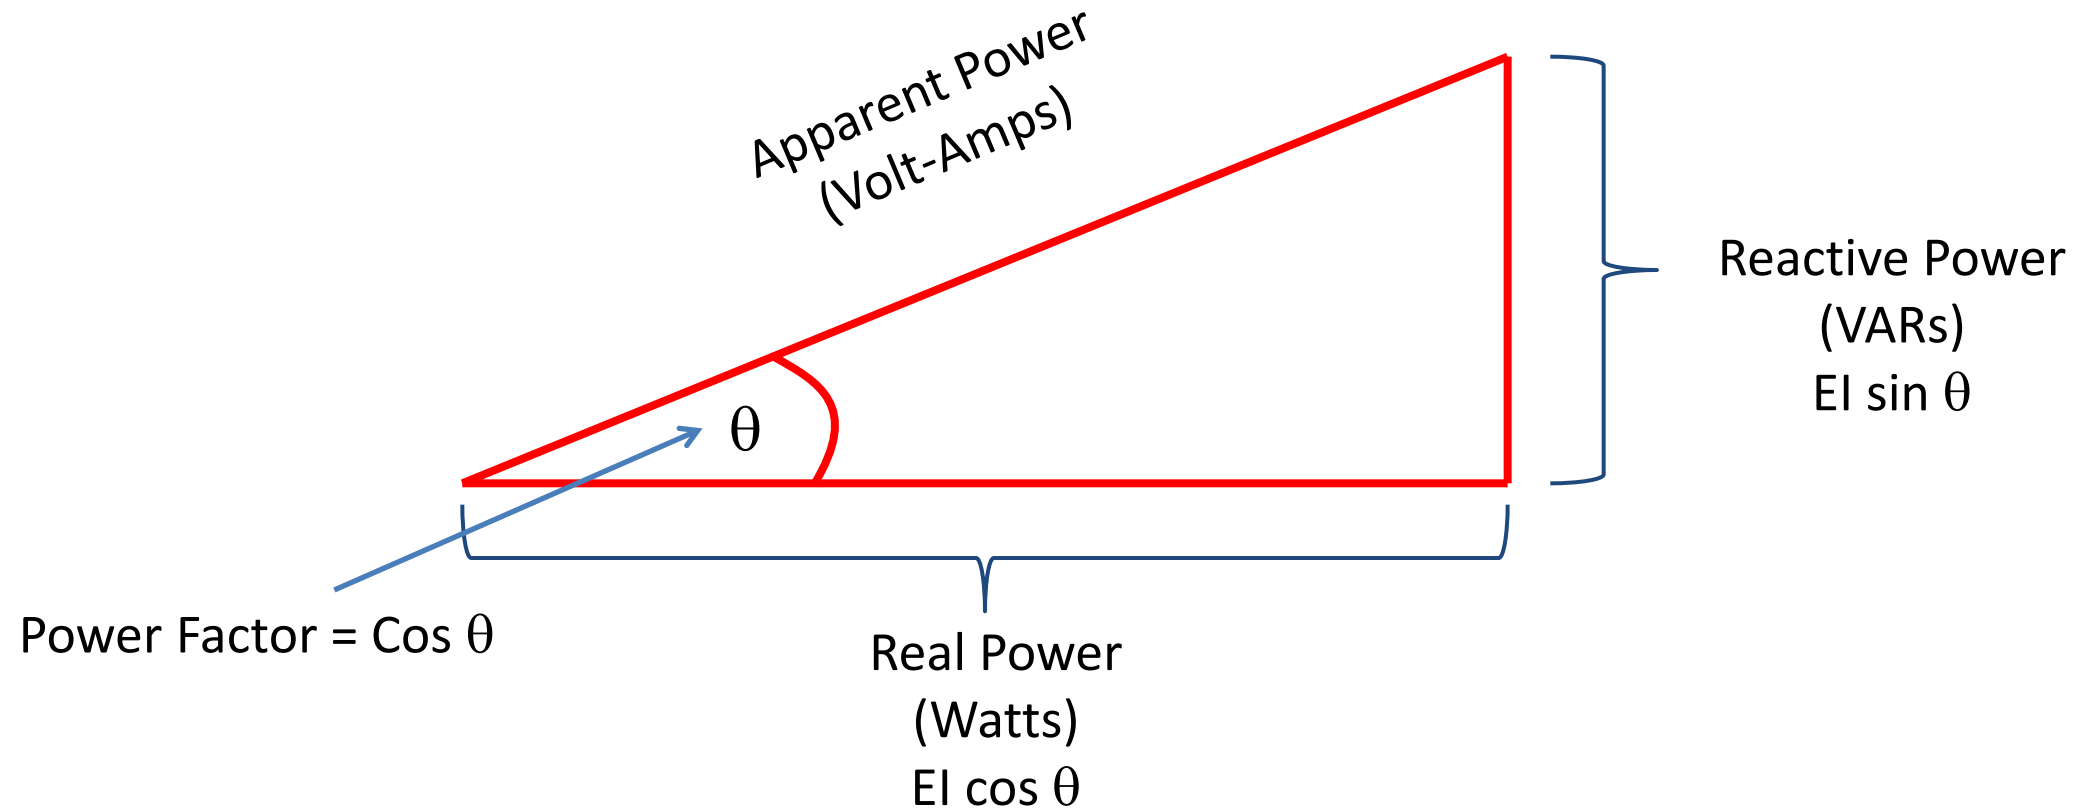 Apparent Power
(Volt-Amps)
Reactive Power
(VARs)
EI sin θ
θ
Power Factor = Cos θ
Real Power
(Watts)
EI cos θ